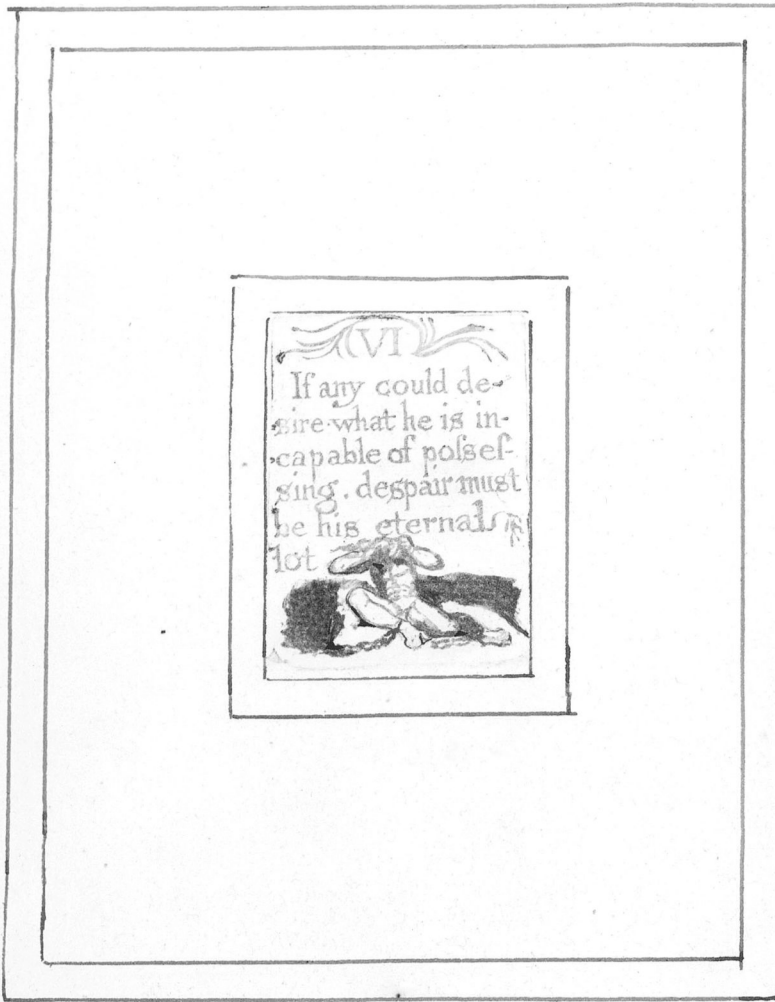 VI
If any could de-
sire what he is in-
capable of poſseſ-
sing, despair must
be his eternal
lot